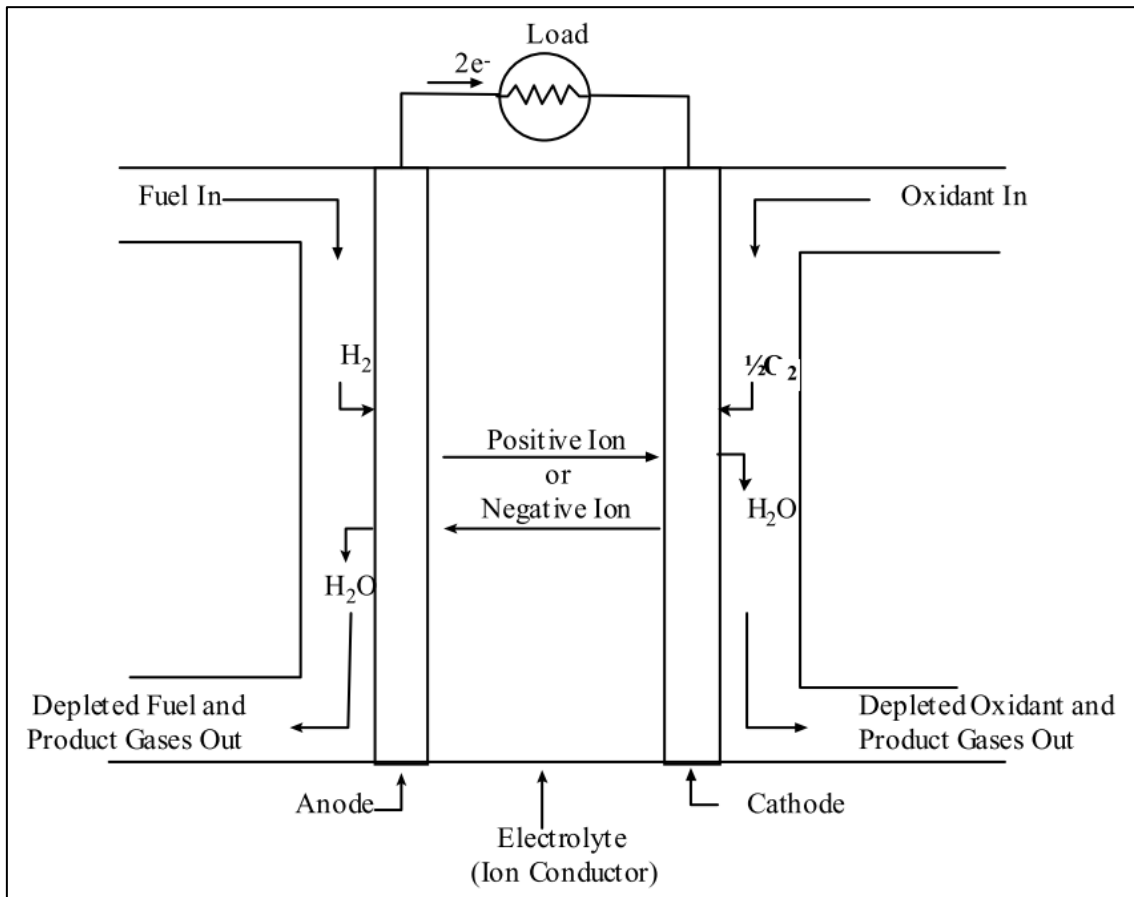 Load
2e-
Fuel In
Oxidant In
H2
½C 2
Positive Ion
or
Negative Ion
H2O
H2O
Depleted Fuel and
Product Gases Out
Depleted Oxidant and
Product Gases Out
Anode
Cathode
Electrolyte
(Ion Conductor)